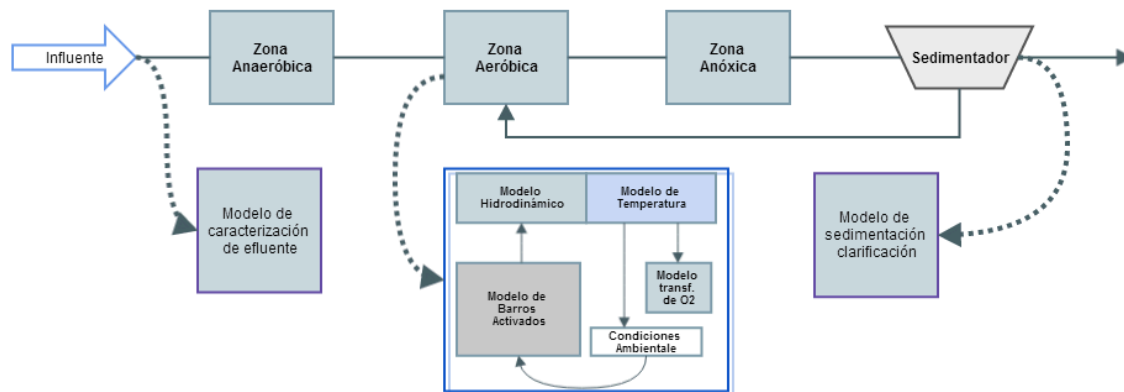 Influente
Zona
Anaeróbica
Zona
Aeróbica
Zona
Anóxica
Sedimentador
Modelo de
caracterización
de efluente
Modelo
Hidrodinámico
Modelo de
Temperatura
Modelo de
Barros
Activados
Modelo
transf.
de O2
Condiciones
Ambientale
Modelo de
sedimentación
clarificación